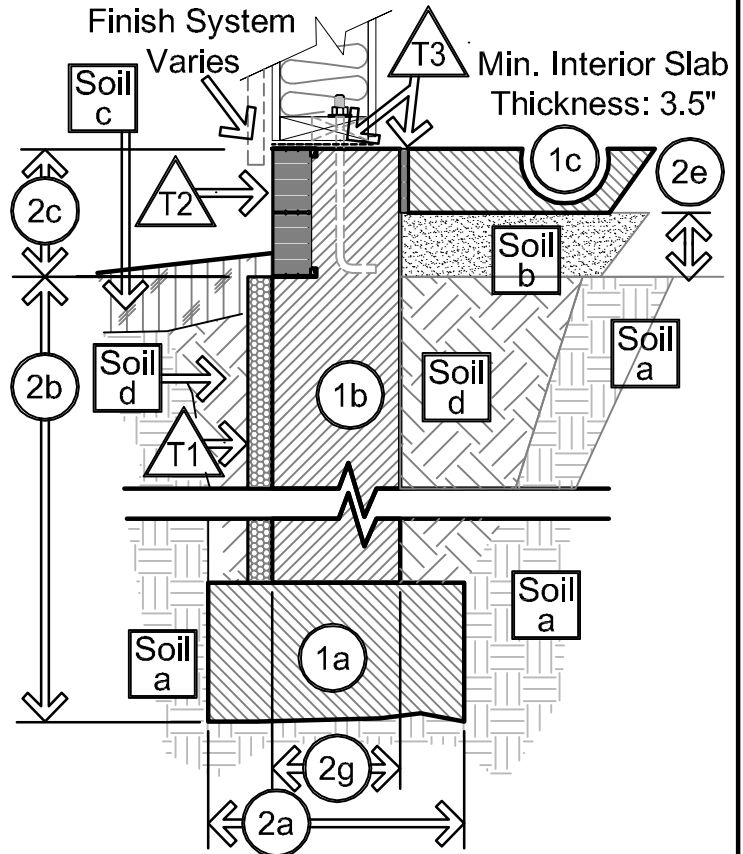 Finish System
Varies
T3
Min. Interior Slab
Thickness: 3.5"
Soil
c
1c
2e
2c
T2
Soil
b
Soil
a
2b
Soil
d
Soil
d
1b
T1
Soil
a
Soil
a
1a
2g
2a